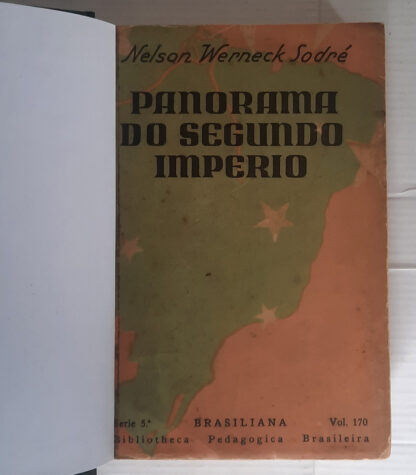 Nelson Werneck Sodré
PANORAMA
DO SEGUNDO
IMPERIO
Serie 5.ª BRASILIANA Vol. 170
Bibliotheca Pedagogica Brasileira